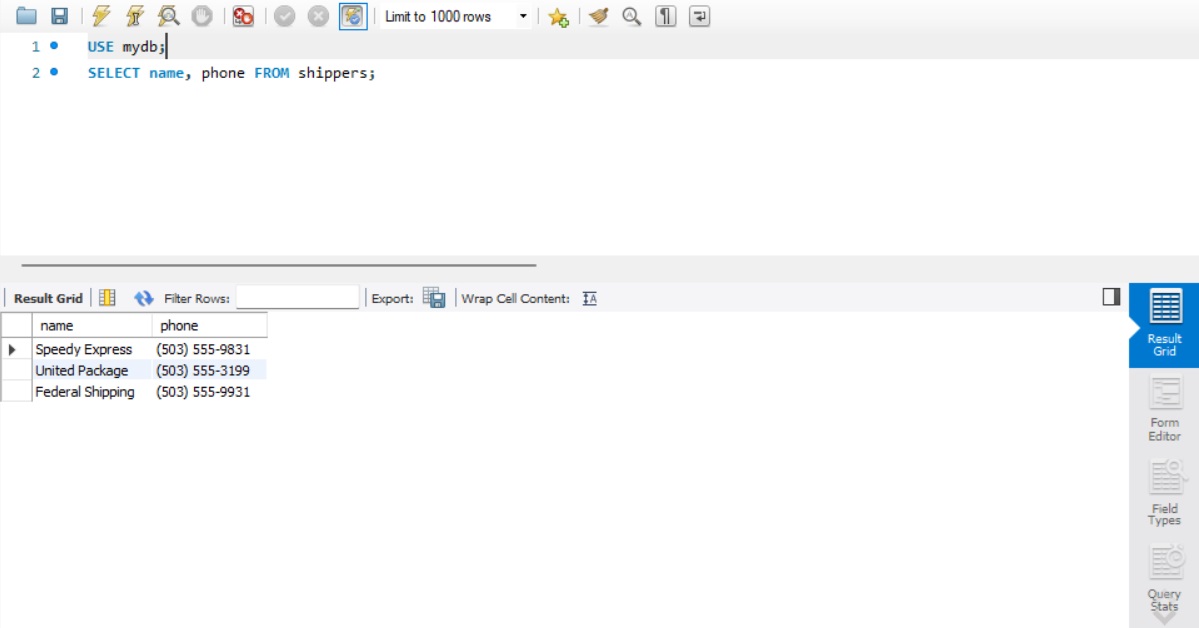 Limit to 1000 rows
1 USE mydb;
2 SELECT name, phone FROM shippers;
Result Grid Filter Rows: Export: Wrap Cell Content: IA
name phone
Speedy Express (503) 555-9831
United Package (503) 555-3199
Federal Shipping (503) 555-9931
Result
Grid
Form
Editor
Field
Types
Query
Stats